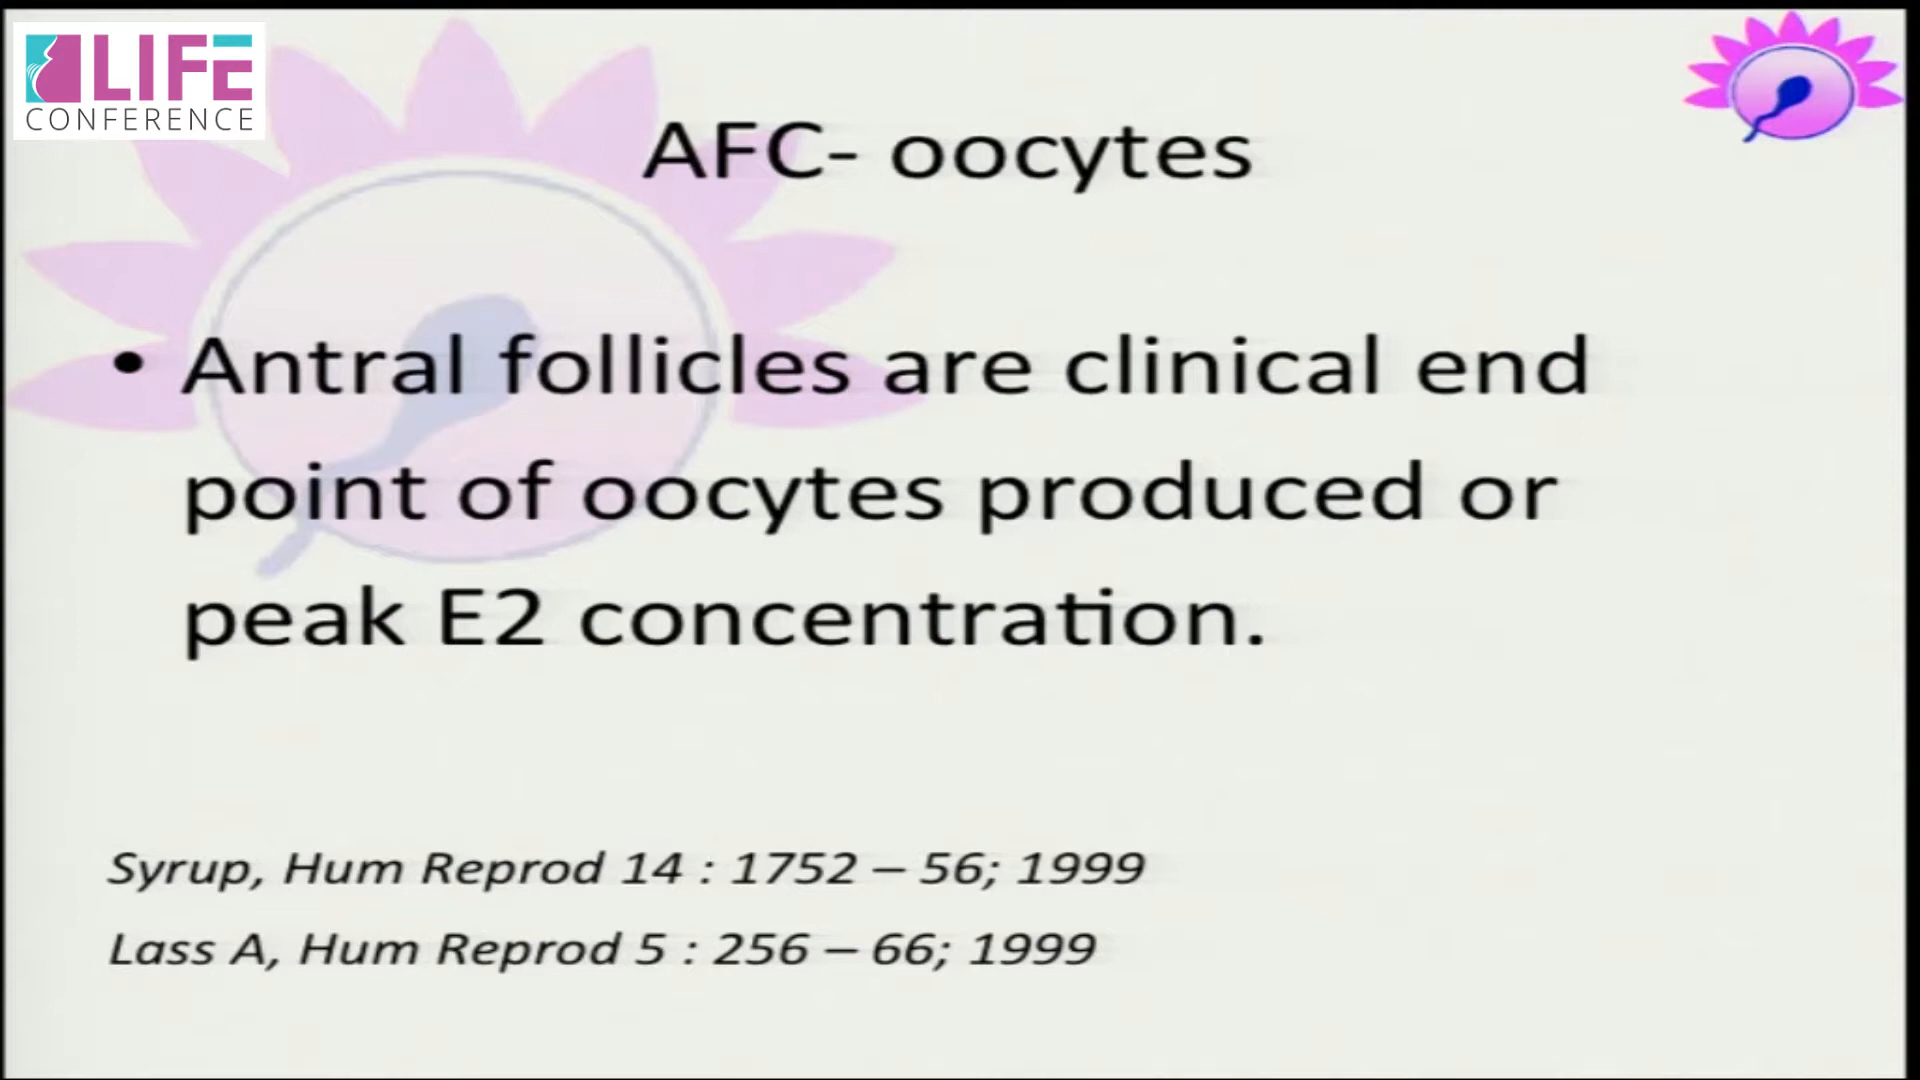 LIFE
CONFERENCE
AFC- oocytes
• Antral follicles are clinical end
point of oocytes produced or
peak E2 concentration.
Syrup, Hum Reprod 14 : 1752 – 56; 1999
Lass A, Hum Reprod 5 : 256 – 66; 1999